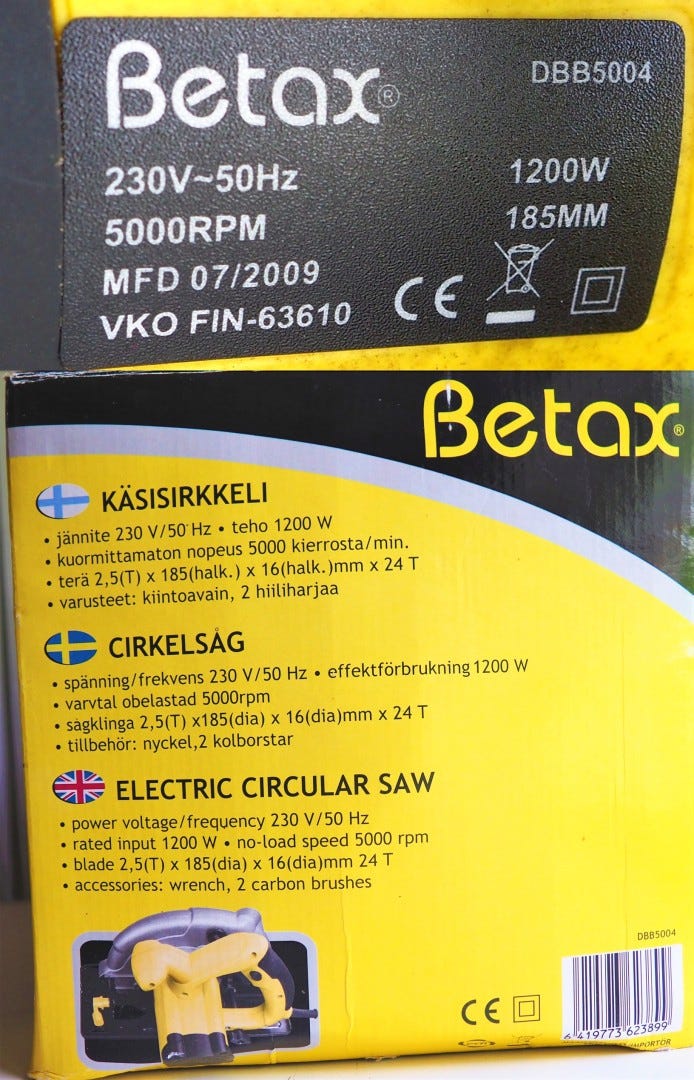 Betax®
DBB5004
230V~50Hz
1200W
5000RPM
185MM
MFD 07/2009
VKO FIN-63610
CE
Betax®
KÄSISIRKKELI
• jännite 230 V/50 Hz • teho 1200 W
• kuormittamaton nopeus 5000 kierrosta/min.
• terä 2,5(T) x 185(halk.) x 16(halk.)mm x 24 T
• varusteet: kiintoavain, 2 hiiliharjaa
CIRKELSÅG
• spänning/frekvens 230 V/50 Hz • effektförbrukning 1200 W
• varvtal obelastad 5000rpm
• sågklinga 2,5(T) x185(dia) x 16(dia)mm x 24 T
• tillbehör: nyckel,2 kolborstar
ELECTRIC CIRCULAR SAW
• power voltage/frequency 230 V/50 Hz
• rated input 1200 W • no-load speed 5000 rpm
• blade 2,5(T) x 185(dia) x 16(dia)mm 24 T
• accessories: wrench, 2 carbon brushes
DBB5004
CE
6 419773 623899
IMPORTÖR